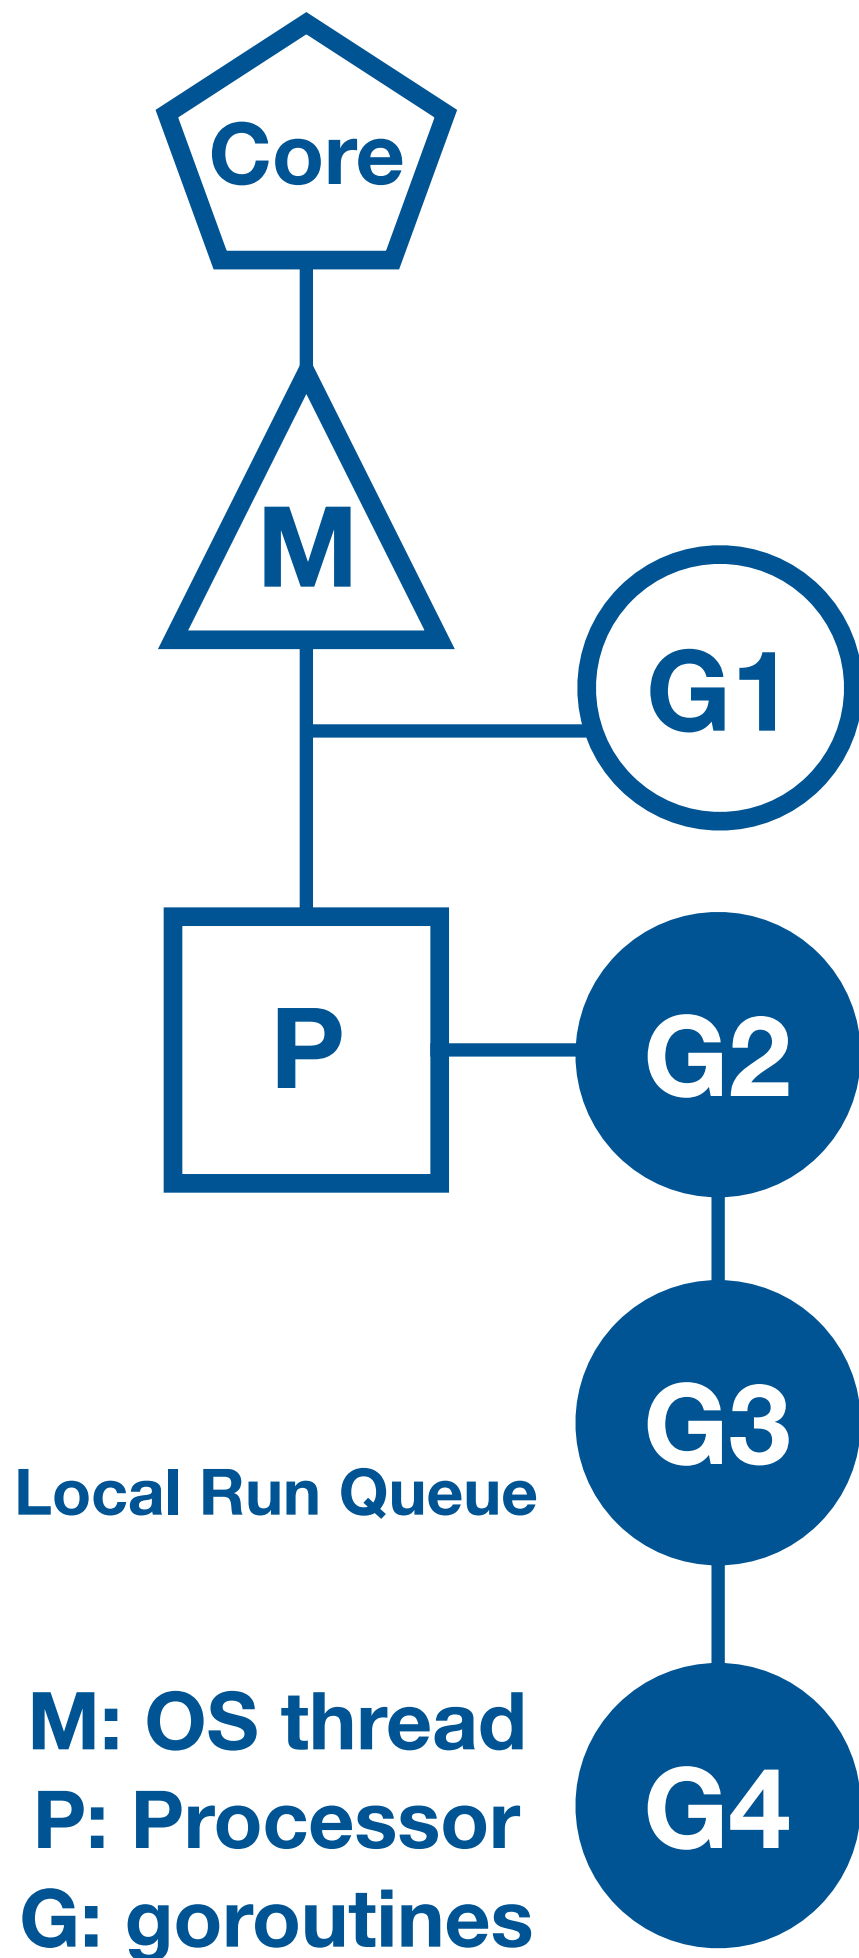 Core
M
G1
P
G2
G3
Local Run Queue
M: OS thread
P: Processor
G: goroutines
G4